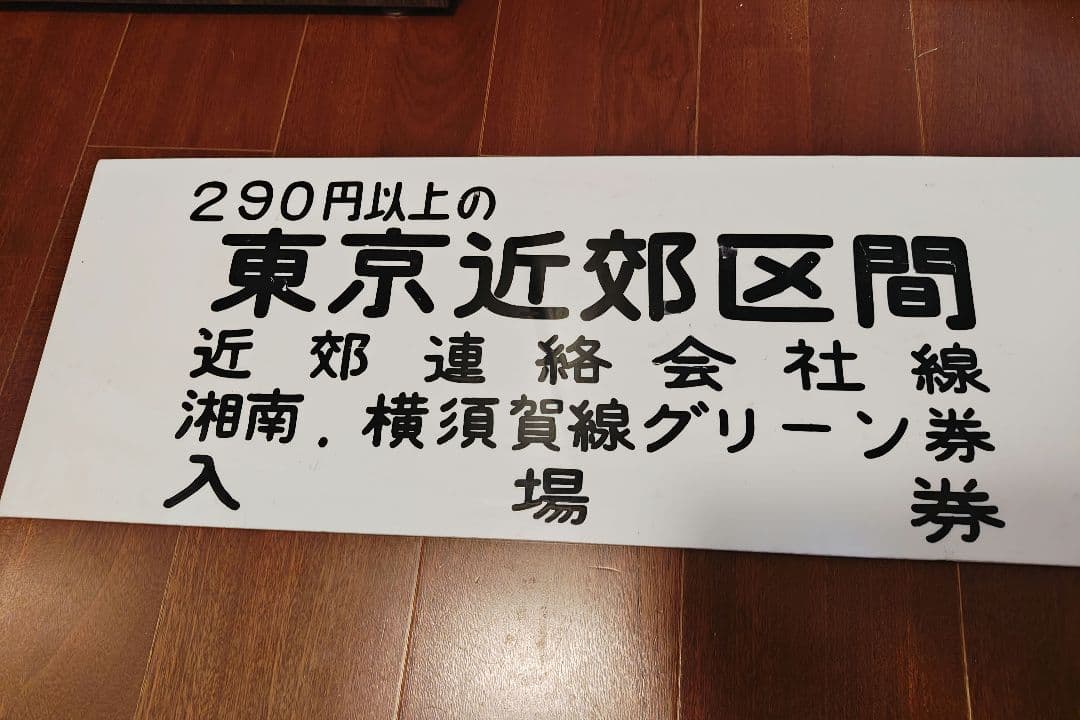 290円以上の
東京近郊区間
近郊連絡会社線
湘南.横須賀線グリーン券
入場券